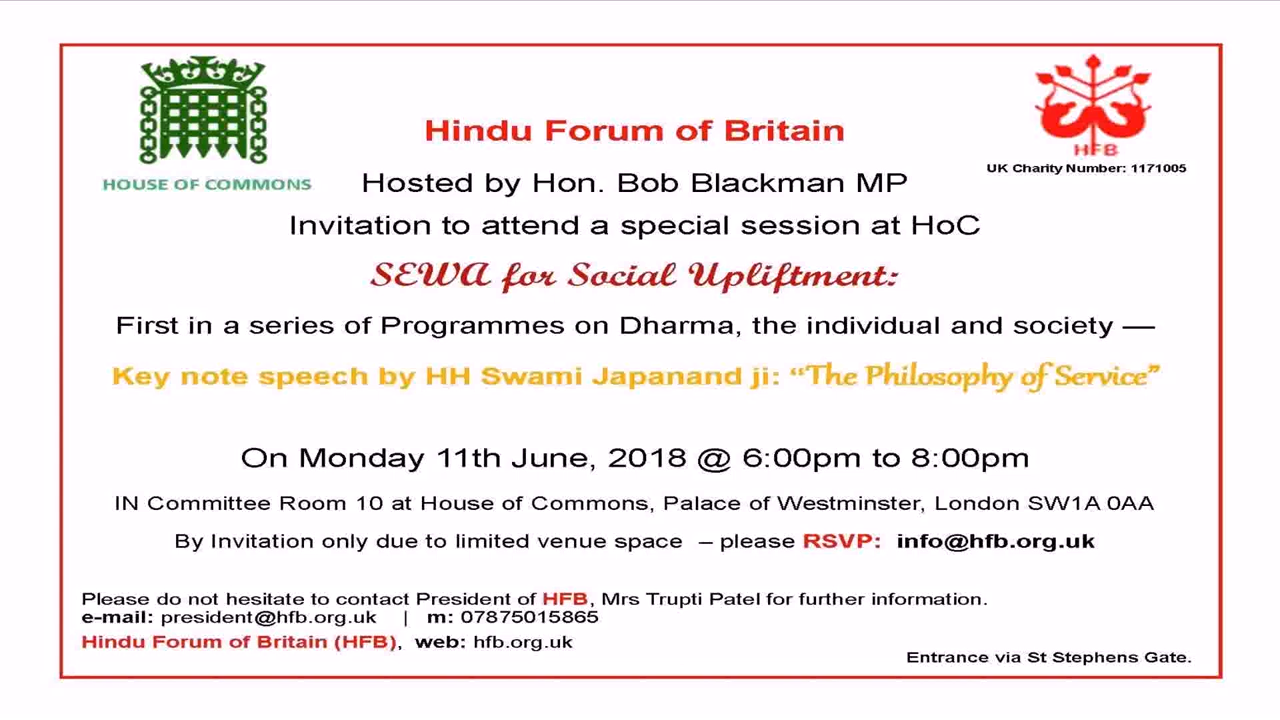 HOUSE OF COMMONS
HFB
UK Charity Number: 1171005
Hindu Forum of Britain
Hosted by Hon. Bob Blackman MP
Invitation to attend a special session at HoC
SEWA for Social Upliftment:
First in a series of Programmes on Dharma, the individual and society —
Key note speech by HH Swami Japanand ji: “The Philosophy of Service”
On Monday 11th June, 2018 @ 6:00pm to 8:00pm
IN Committee Room 10 at House of Commons, Palace of Westminster, London SW1A 0AA
By Invitation only due to limited venue space – please RSVP: info@hfb.org.uk
Please do not hesitate to contact President of HFB, Mrs Trupti Patel for further information.
e-mail: president@hfb.org.uk | m: 07875015865
Hindu Forum of Britain (HFB), web: hfb.org.uk
Entrance via St Stephens Gate.